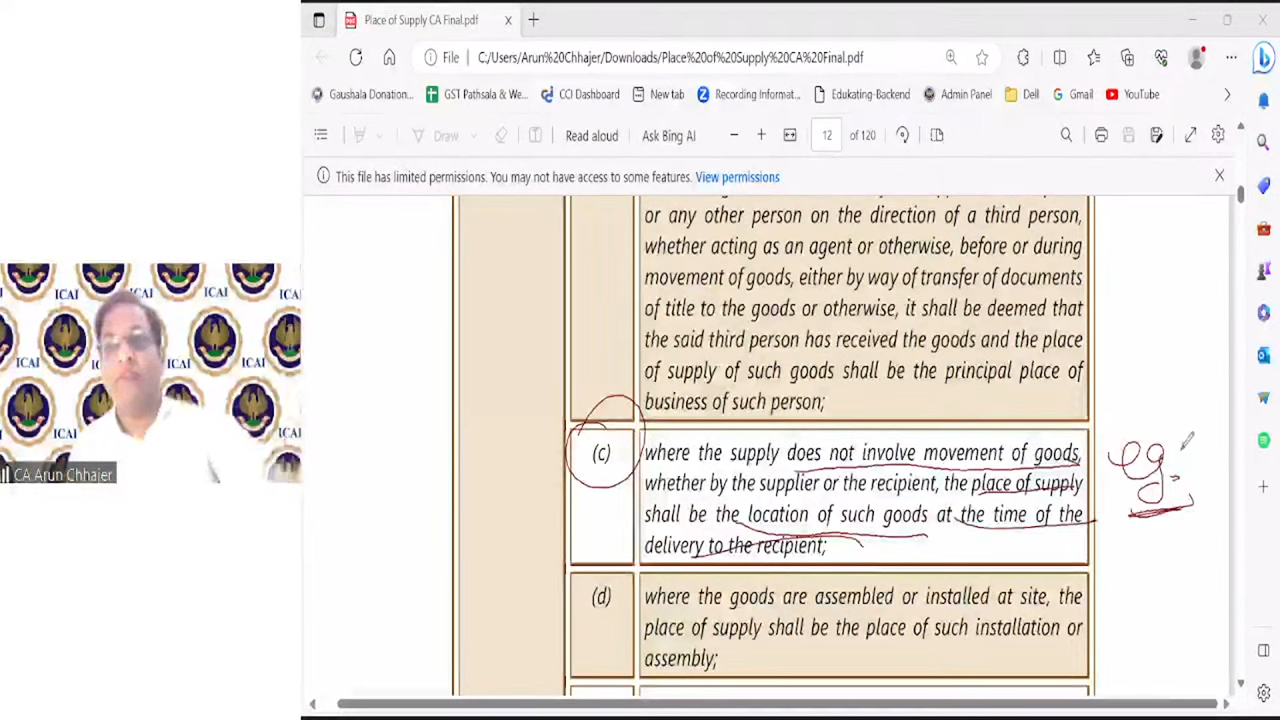 Place of Supply CA Final.pdf
File
C:/Users/Arun%20Chhajer/Downloads/Place%20of%20Supply%20CA%20Final.pdf
Gaushala Donation...
GST Pathsala & We...
CCI Dashboard
New tab
Recording Informat...
Edukating-Backend
Admin Panel
Dell
Gmail
YouTube
Draw
Read aloud
Ask Bing AI
12 of 120
This file has limited permissions. You may not have access to some features. View permissions
or any other person on the direction of a third person,
whether acting as an agent or otherwise, before or during
movement of goods, either by way of transfer of documents
of title to the goods or otherwise, it shall be deemed that
the said third person has received the goods and the place
of supply of such goods shall be the principal place of
business of such person;
(c) where the supply does not involve movement of goods,
whether by the supplier or the recipient, the place of supply
shall be the location of such goods at the time of the
delivery to the recipient;
eg:
(d) where the goods are assembled or installed at site, the
place of supply shall be the place of such installation or
assembly;
ICAI
ICAI
ICAI
ICAI
ICAI
CA Arun Chhajer